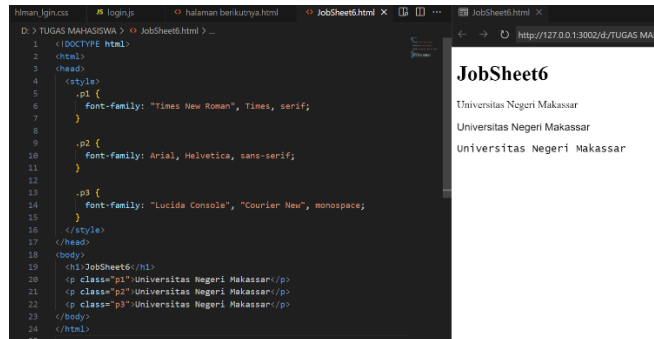 hlman_lgin.css JS login.js halaman berikutnya.html JobSheet6.html × ···
D: > TUGAS MAHASISWA > JobSheet6.html > ...
1 <!DOCTYPE html>
2 <html>
3 <head>
4 <style>
5 .p1 {
6 font-family: "Times New Roman", Times, serif;
7 }
8
9 .p2 {
10 font-family: Arial, Helvetica, sans-serif;
11 }
12
13 .p3 {
14 font-family: "Lucida Console", "Courier New", monospace;
15 }
16 </style>
17 </head>
18 <body>
19 <h1>JobSheet6</h1>
20 <p class="p1">Universitas Negeri Makassar</p>
21 <p class="p2">Universitas Negeri Makassar</p>
22 <p class="p3">Universitas Negeri Makassar</p>
23 </body>
24 </html>
JobSheet6.html ×
http://127.0.0.1:3002/d:/TUGAS MA
JobSheet6
Universitas Negeri Makassar
Universitas Negeri Makassar
Universitas Negeri Makassar